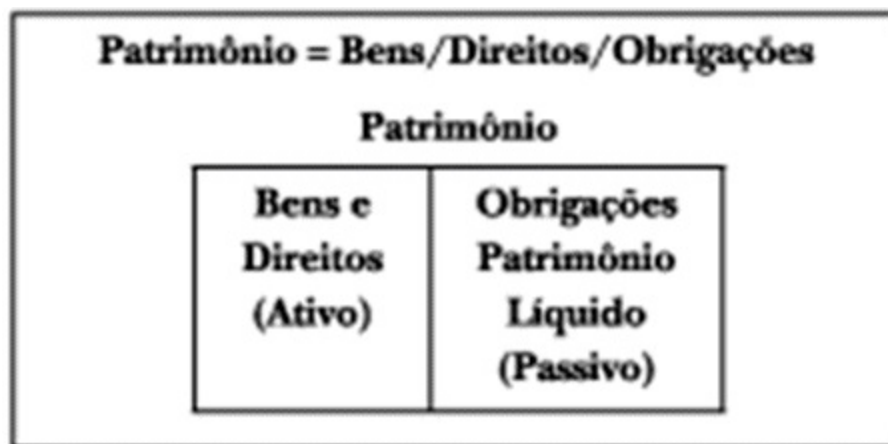 Patrimônio = Bens/Direitos/Obrigações
Patrimônio
Bens e
Direitos
(Ativo)
Obrigações
Patrimônio
Líquido
(Passivo)